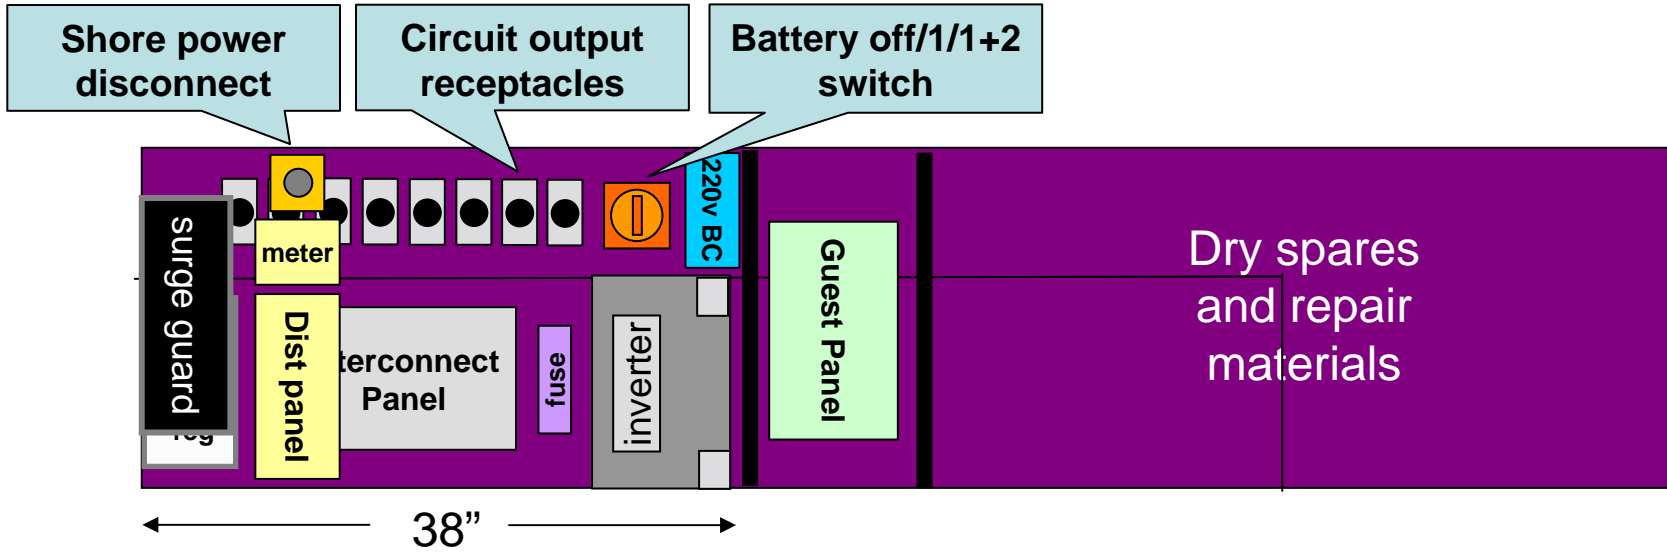 Shore power
disconnect
Circuit output
receptacles
Battery off/1/1+2
switch
220v BC
surge guard
meter
Dist panel
terconnect
Panel
fuse
inverter
Guest Panel
Dry spares
and repair
materials
38”